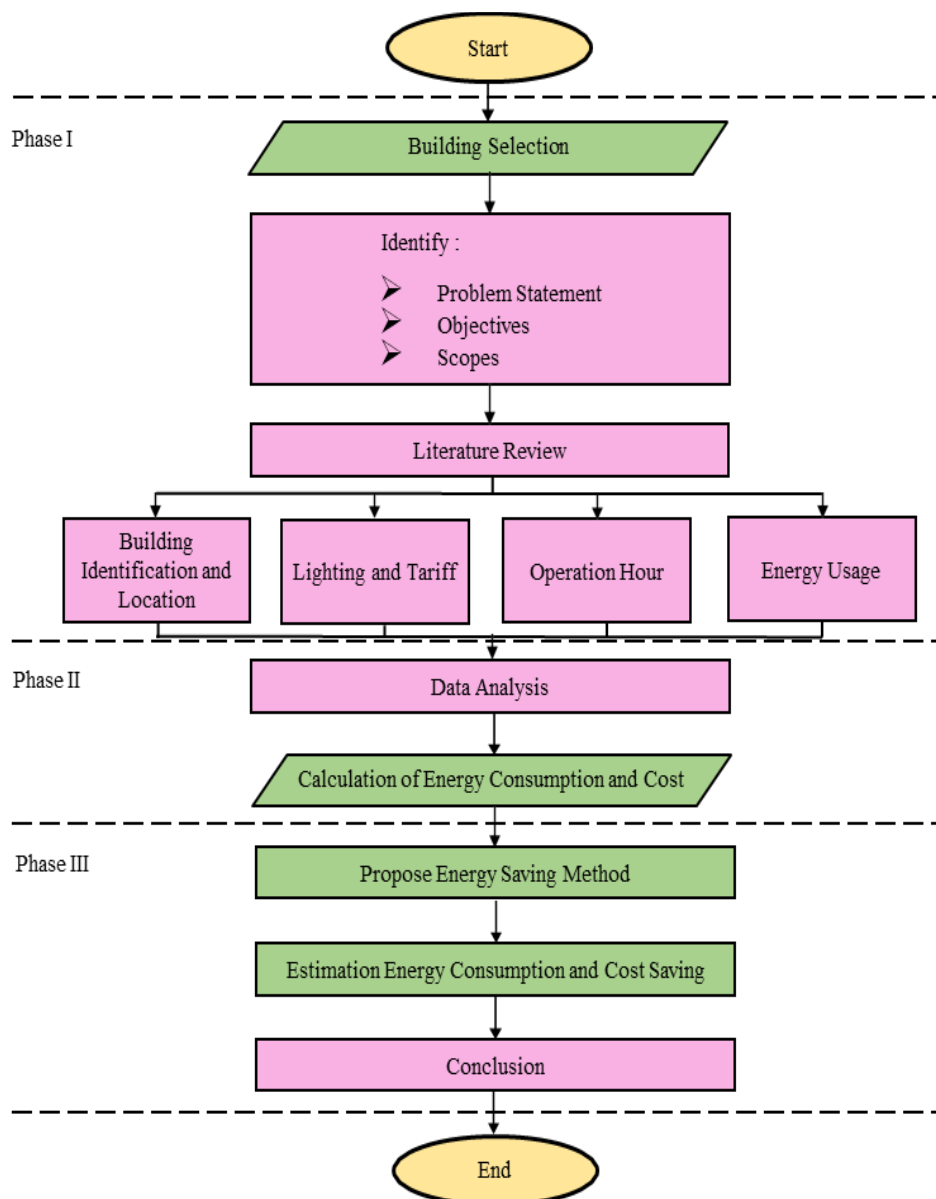 Start
Phase I
Building Selection
Identify :
Problem Statement
Objectives
Scopes
Literature Review
Building
Identification and
Location
Lighting and Tariff
Operation Hour
Energy Usage
Phase II
Data Analysis
Calculation of Energy Consumption and Cost
Phase III
Propose Energy Saving Method
Estimation Energy Consumption and Cost Saving
Conclusion
End